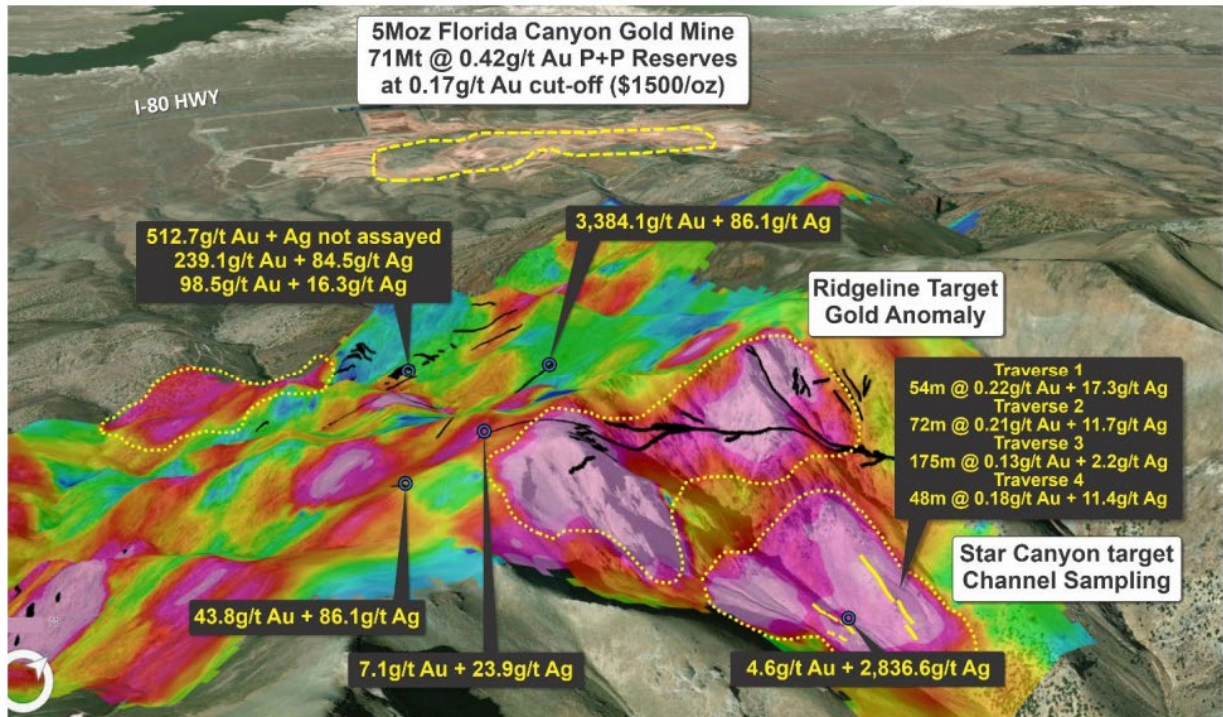 5Moz Florida Canyon Gold Mine
71Mt @ 0.42g/t Au P+P Reserves
at 0.17g/t Au cut-off ($1500/oz)
I-80 HWY
512.7g/t Au + Ag not assayed
239.1g/t Au + 84.5g/t Ag
98.5g/t Au + 16.3g/t Ag
3,384.1g/t Au + 86.1g/t Ag
Ridgeline Target
Gold Anomaly
Traverse 1
54m @ 0.22g/t Au + 17.3g/t Ag
Traverse 2
72m @ 0.21g/t Au + 11.7g/t Ag
Traverse 3
175m @ 0.13g/t Au + 2.2g/t Ag
Traverse 4
48m @ 0.18g/t Au + 11.4g/t Ag
Star Canyon target
Channel Sampling
43.8g/t Au + 86.1g/t Ag
7.1g/t Au + 23.9g/t Ag
4.6g/t Au + 2,836.6g/t Ag